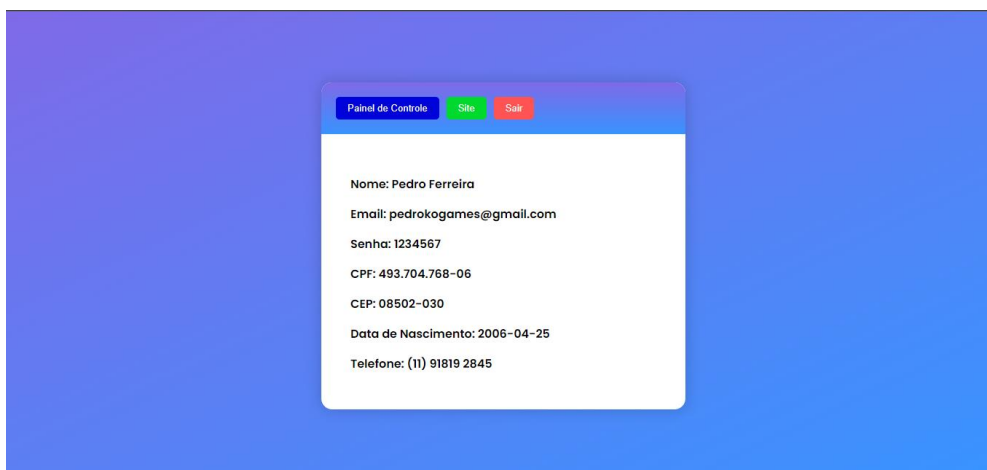 Painel de Controle Site Sair
Nome: Pedro Ferreira
Email: pedrokogames@gmail.com
Senha: 1234567
CPF: 493.704.768-06
CEP: 08502-030
Data de Nascimento: 2006-04-25
Telefone: (11) 91819 2845